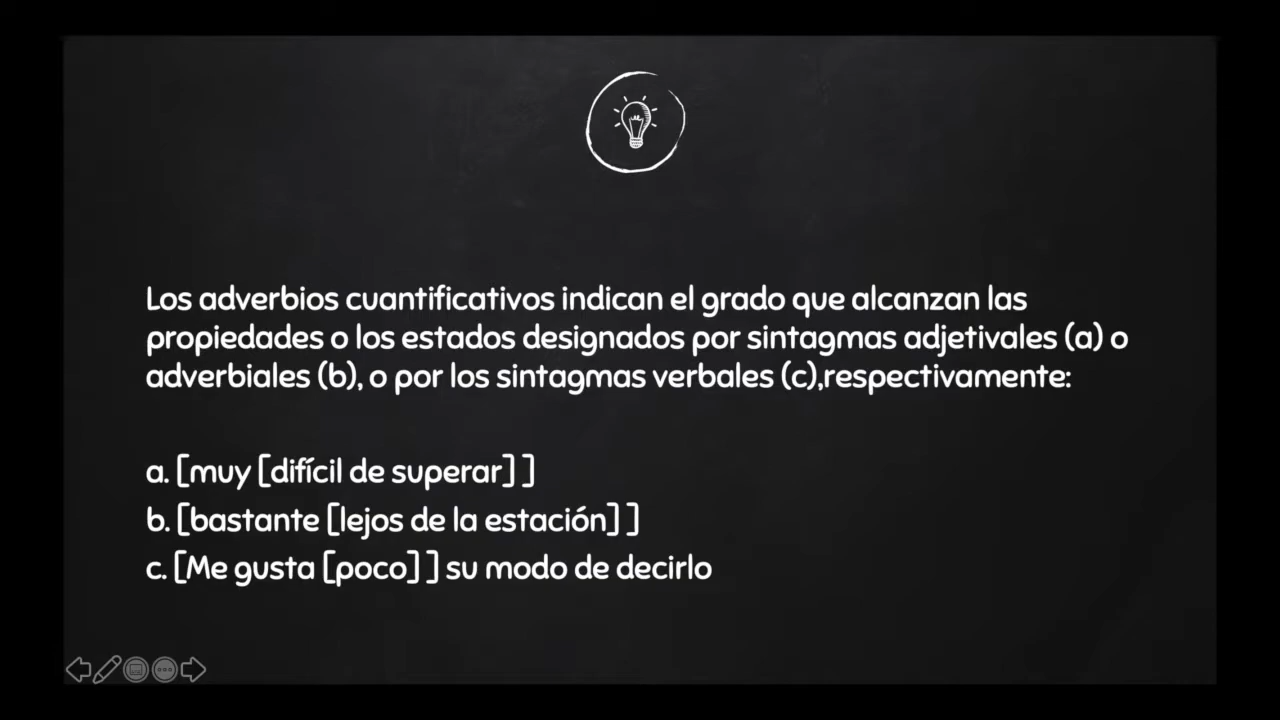 Los adverbios cuantificativos indican el grado que alcanzan las
propiedades o los estados designados por sintagmas adjetivales (a) o
adverbiales (b), o por los sintagmas verbales (c),respectivamente:
a. [muy [difícil de superar] ]
b. [bastante [lejos de la estación] ]
c. [Me gusta [poco] ] su modo de decirlo